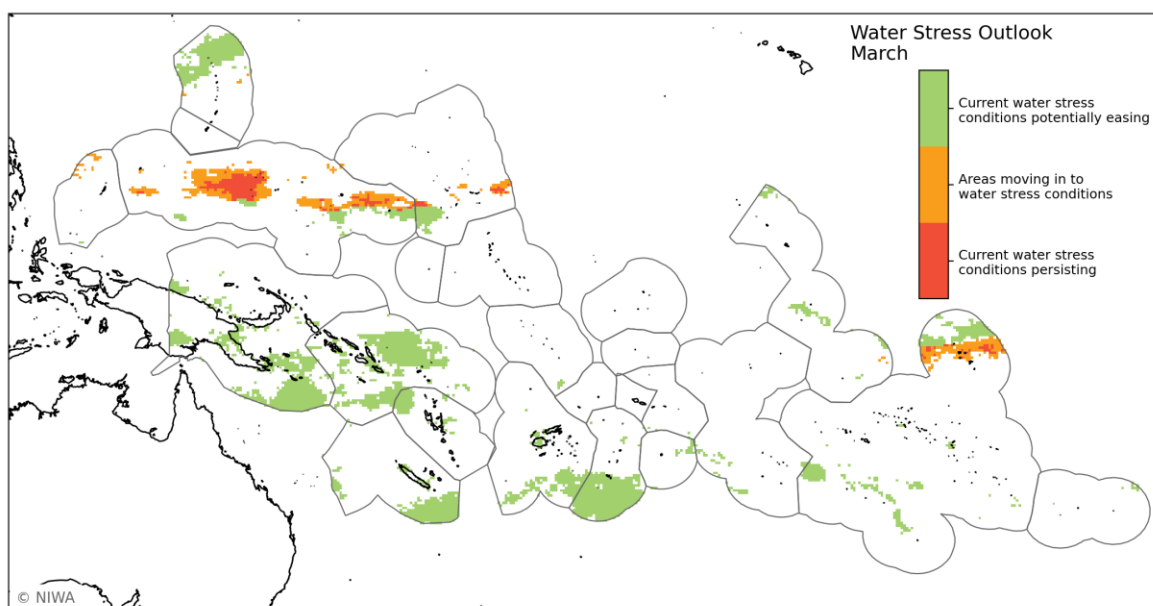 Water Stress Outlook
March
Current water stress
conditions potentially easing
Areas moving in to
water stress conditions
Current water stress
conditions persisting
© NIWA